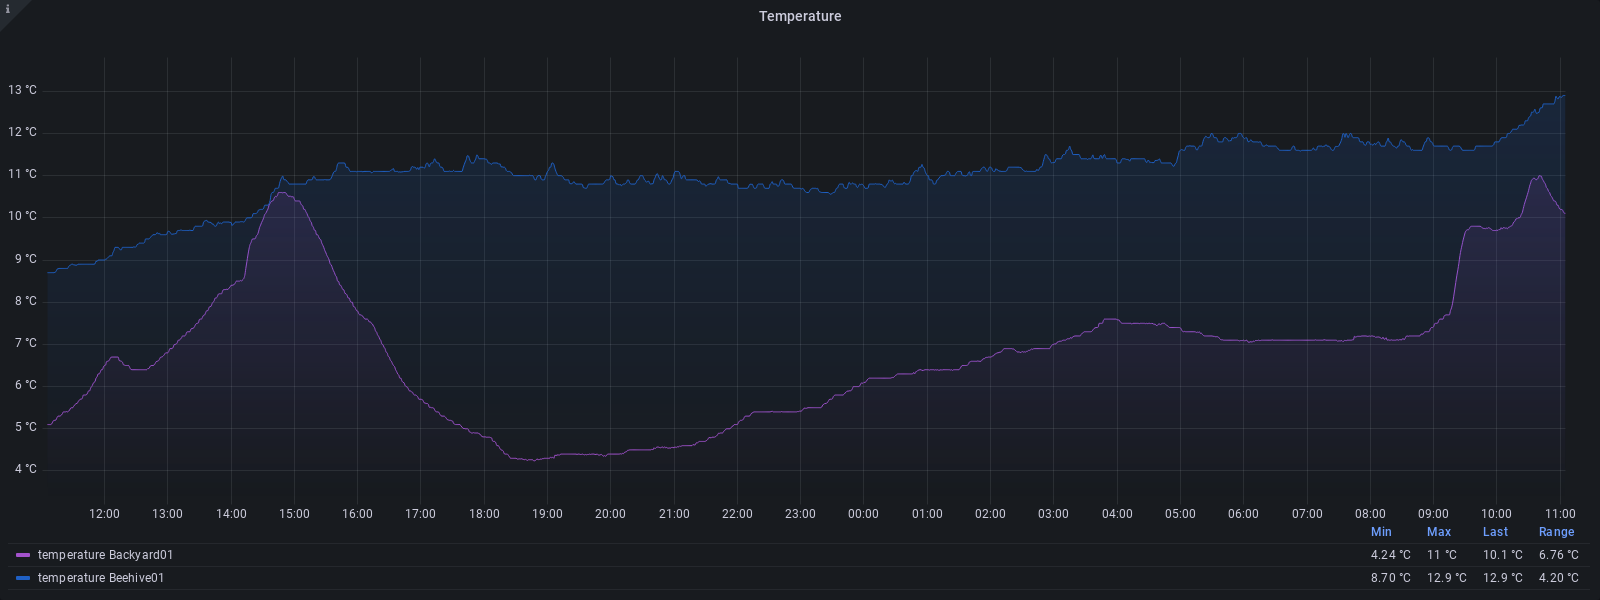 i
Temperature
13 °C
12 °C
11 °C
10 °C
9 °C
8 °C
7 °C
6 °C
5 °C
4 °C
12:00 13:00 14:00 15:00 16:00 17:00 18:00 19:00 20:00 21:00 22:00 23:00 00:00 01:00 02:00 03:00 04:00 05:00 06:00 07:00 08:00 09:00 10:00 11:00
Min Max Last Range
temperature Backyard01 4.24 °C 11 °C 10.1 °C 6.76 °C
temperature Beehive01 8.70 °C 12.9 °C 12.9 °C 4.20 °C